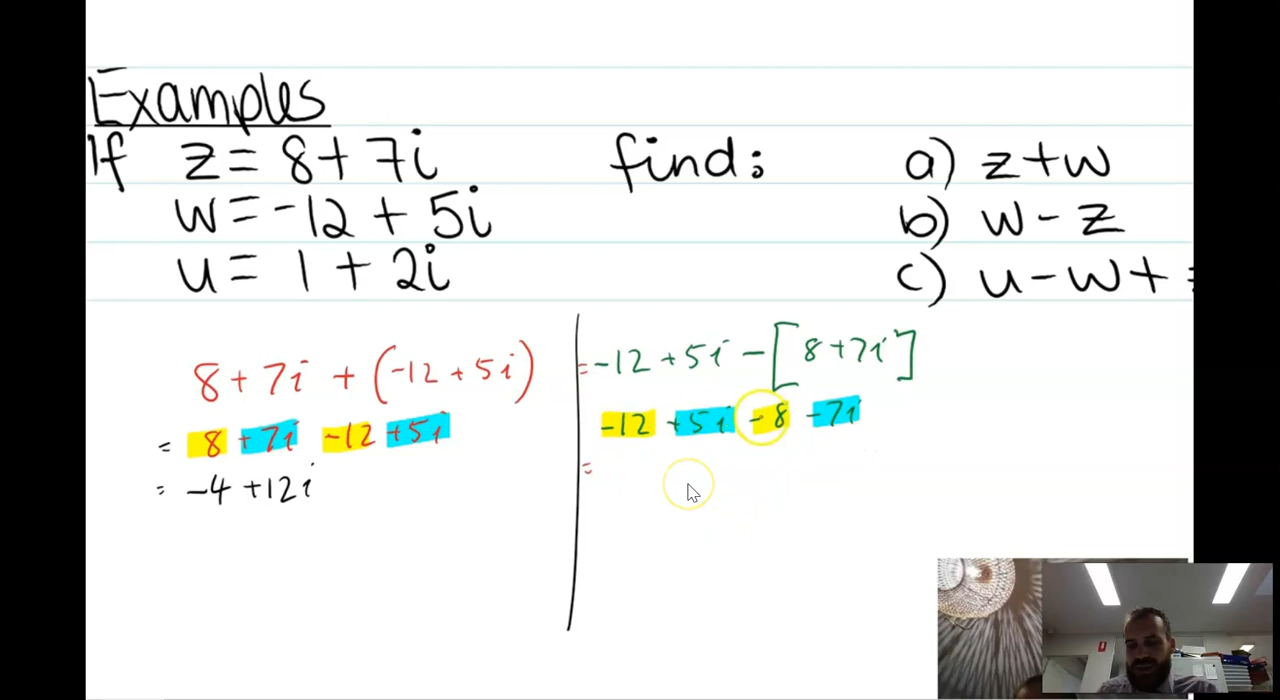 Examples
If z = 8 + 7i find: a) z + w
w = -12 + 5i b) w - z
u = 1 + 2i c) u - w +
8 + 7i + (-12 + 5i)
= 8 + 7i -12 + 5i
= -4 + 12i
= -12 + 5i - [8 + 7i]
-12 + 5i - 8 - 7i
=